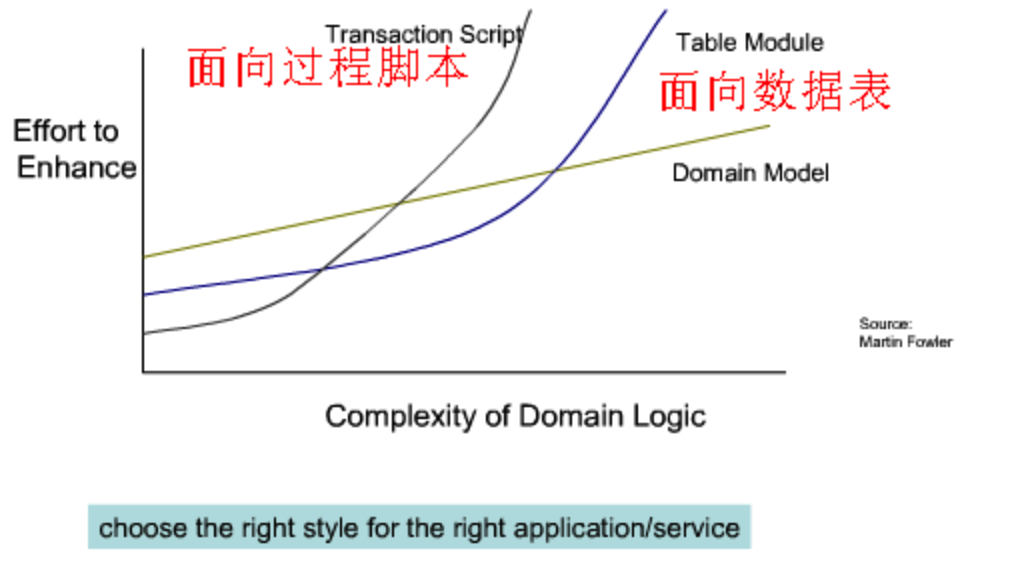 Transaction Script
面向过程脚本
Table Module
面向数据表
Effort to
Enhance
Domain Model
Source:
Martin Fowler
Complexity of Domain Logic
choose the right style for the right application/service